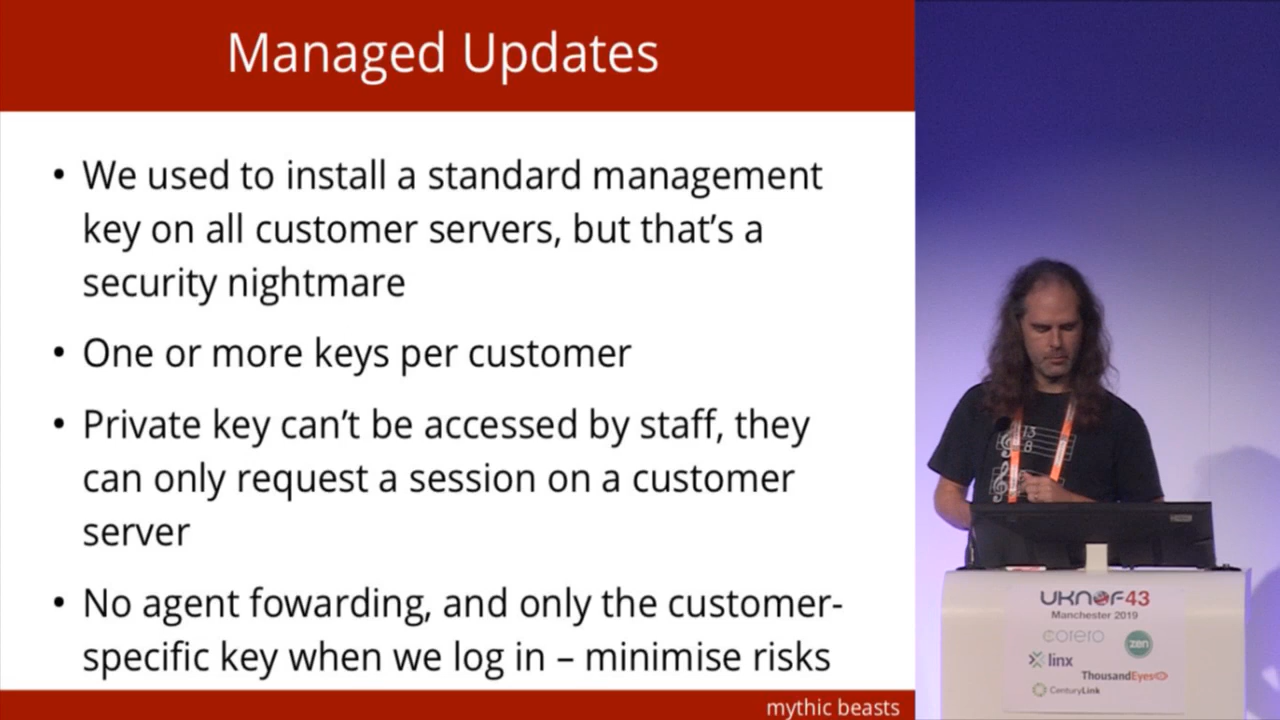 Managed Updates
• We used to install a standard management
key on all customer servers, but that’s a
security nightmare
• One or more keys per customer
• Private key can’t be accessed by staff, they
can only request a session on a customer
server
• No agent fowarding, and only the customer-
specific key when we log in – minimise risks
mythic beasts
13
8
UKNOF43
Manchester 2019
corero
zen
linx
ThousandEyes
CenturyLink